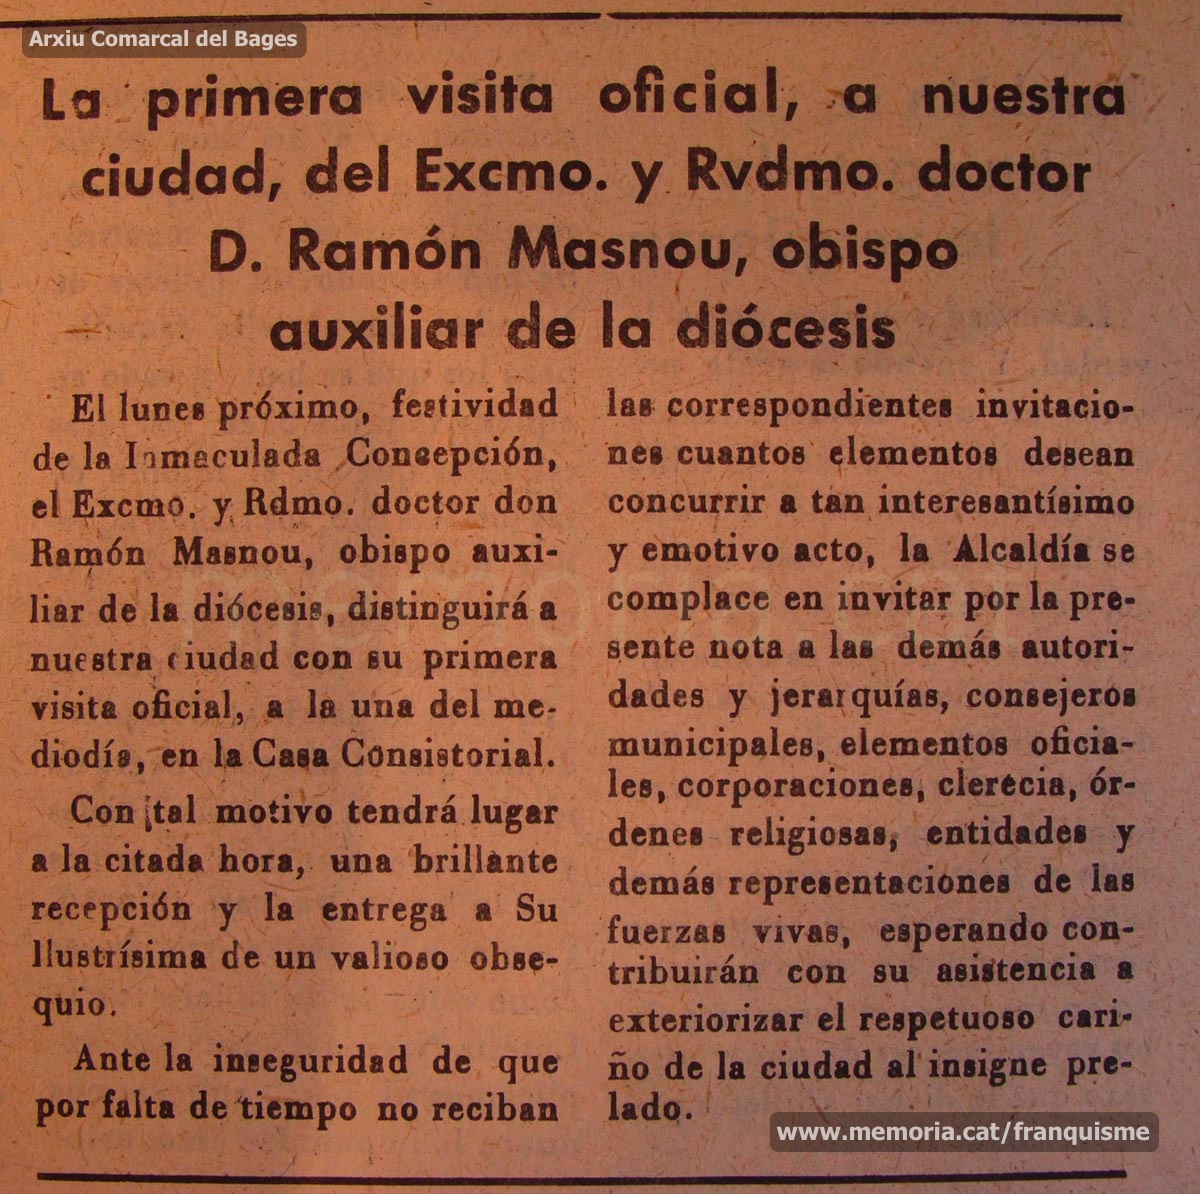 Arxiu Comarcal del Bages
La primera visita oficial, a nuestra
ciudad, del Excmo. y Rvdmo. doctor
D. Ramón Masnou, obispo
auxiliar de la diócesis
El lunes próximo, festividad
de la Inmaculada Concepción,
el Excmo. y Rdmo. doctor don
Ramón Masnou, obispo auxi-
liar de la diócesis, distinguirá a
nuestra ciudad con su primera
visita oficial, a la una del me-
diodía, en la Casa Consistorial.
Con tal motivo tendrá lugar
a la citada hora, una brillante
recepción y la entrega a Su
Ilustrísima de un valioso obse-
quio.
Ante la inseguridad de que
por falta de tiempo no reciban
las correspondientes invitacio-
nes cuantos elementos desean
concurrir a tan interesantísimo
y emotivo acto, la Alcaldía se
complace en invitar por la pre-
sente nota a las demás autori-
dades y jerarquías, consejeros
municipales, elementos oficia-
les, corporaciones, clerecia, ór-
denes religiosas, entidades y
demás representaciones de las
fuerzas vivas, esperando con-
tribuirán con su asistencia a
exteriorizar el respetuoso cari-
ño de la ciudad al insigne pre-
lado.
www.memoria.cat/franquisme